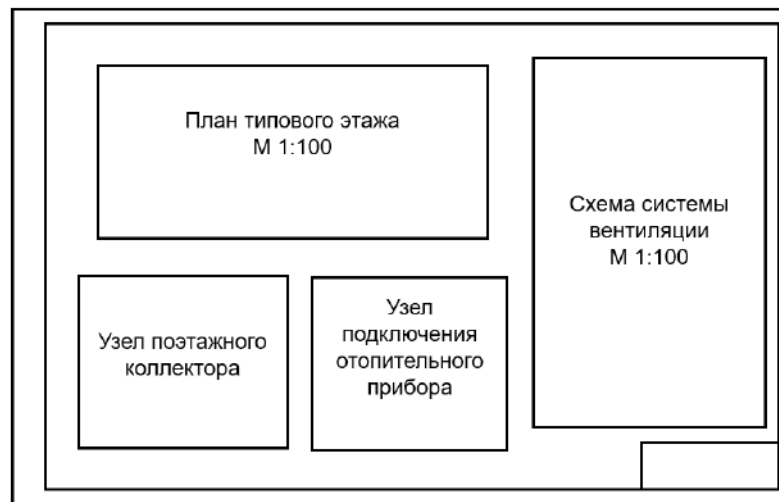 План типового этажа
М 1:100
Схема системы
вентиляции
М 1:100
Узел поэтажного
коллектора
Узел
подключения
отопительного
прибора